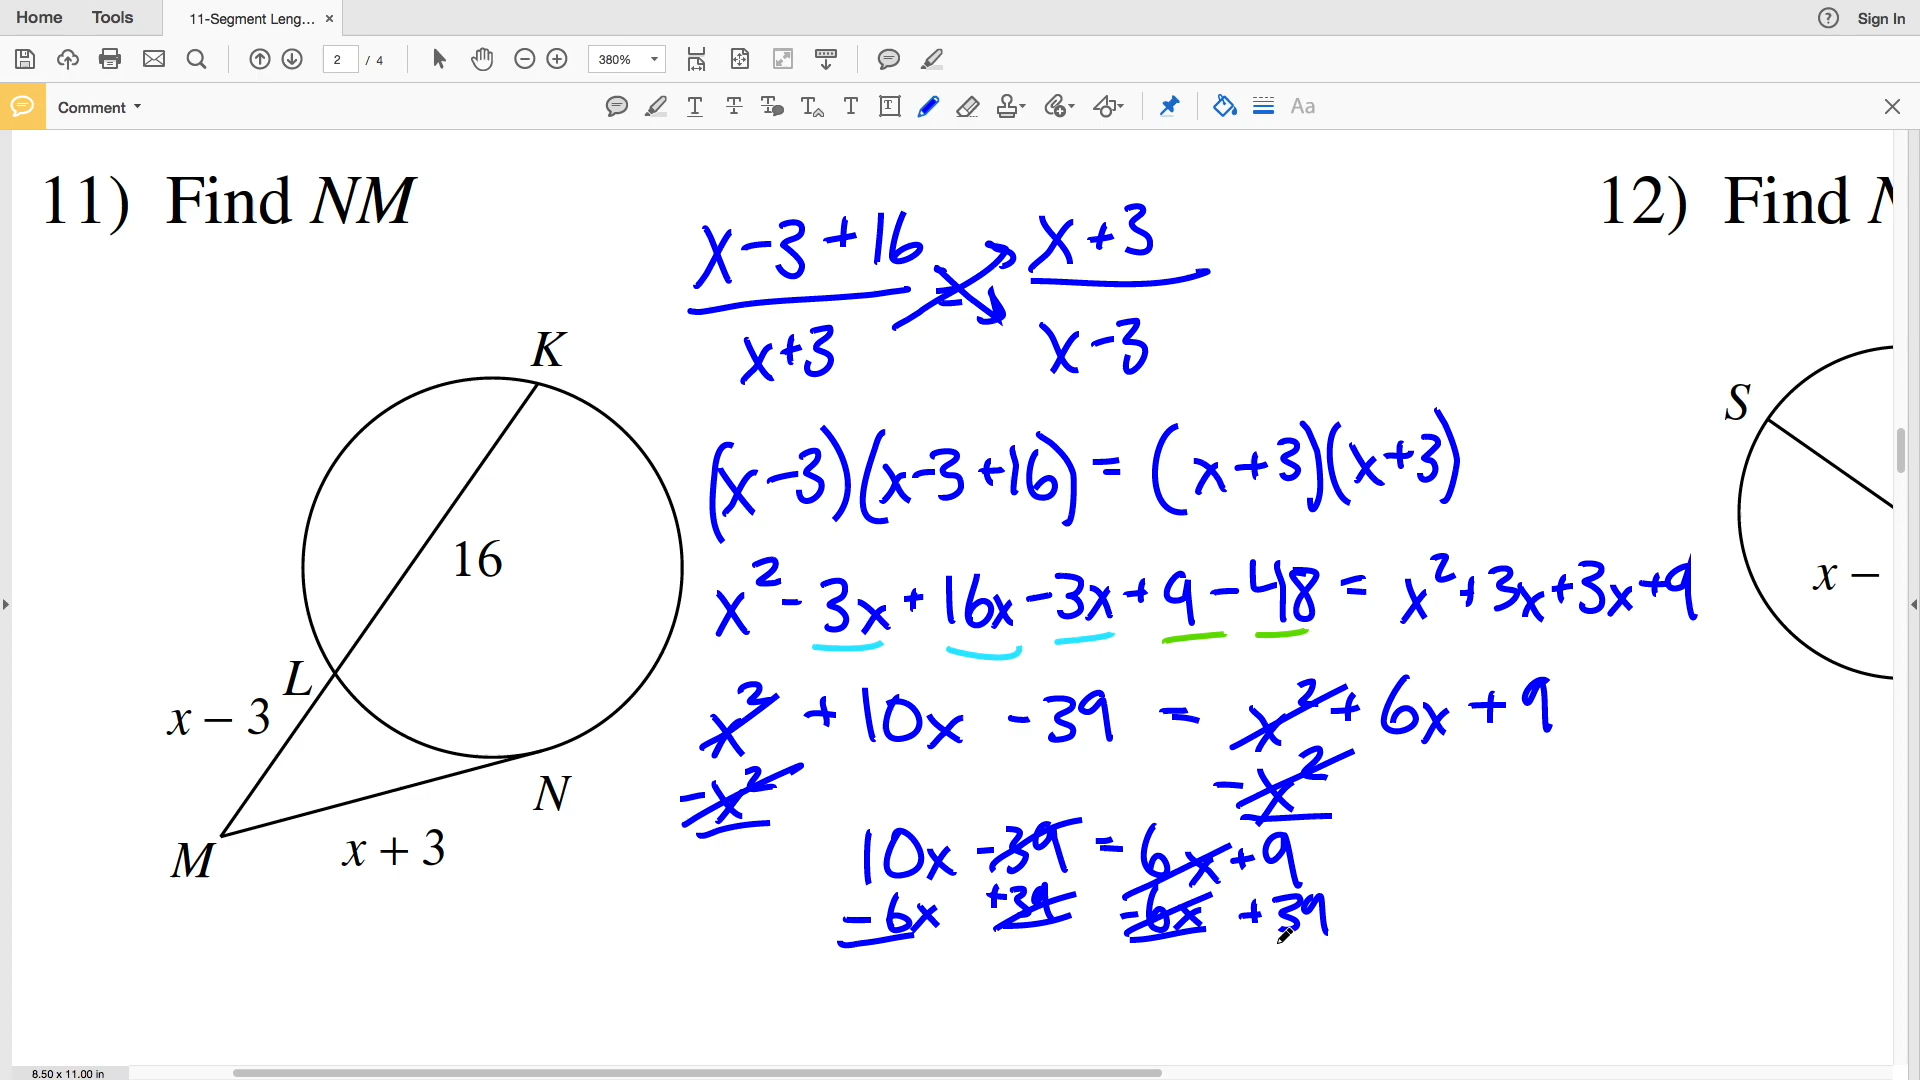 Home Tools 11-Segment Leng... × Sign In
2 / 4 380%
Comment Aa
11) Find NM
12) Find
x-3+16 = x+3
x+3 x-3
K
16
L
x − 3
M
x + 3
N
S
x −
(x-3)(x-3+16) = (x+3)(x+3)
x²-3x+16x-3x+9-48 = x²+3x+3x+9
x² +10x -39 = x²+6x+9
-x² -x²
10x -39 = 6x+9
-6x +39 -6x +39
8.50 x 11.00 in